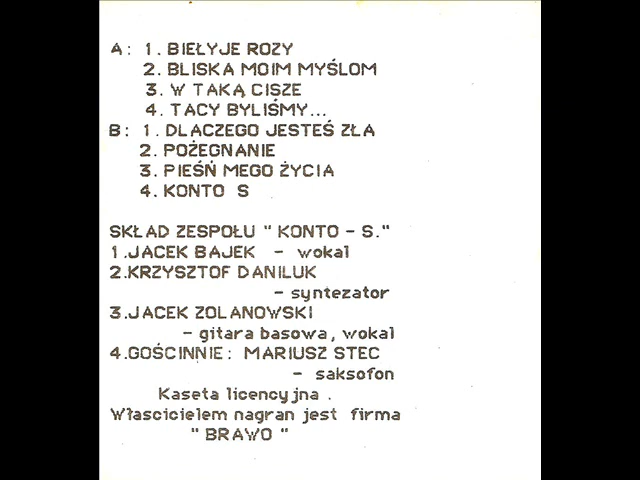 A: 1. BIEŁYJE ROZY
2. BLISKA MOIM MYŚLOM
3. W TAKĄ CISZE
4. TACY BYLIŚMY...
B: 1. DLACZEGO JESTEŚ ZŁA
2. POŻEGNANIE
3. PIEŚŃ MEGO ŻYCIA
4. KONTO S
SKŁAD ZESPOŁU " KONTO - S."
1.JACEK BAJEK - wokal
2.KRZYSZTOF DANILUK
- syntezator
3.JACEK ZOLANOWSKI
- gitara basowa, wokal
4.GOŚCINNIE: MARIUSZ STEC
- saksofon
Kaseta licencyjna .
Włascicielem nagran jest firma
" BRAWO "